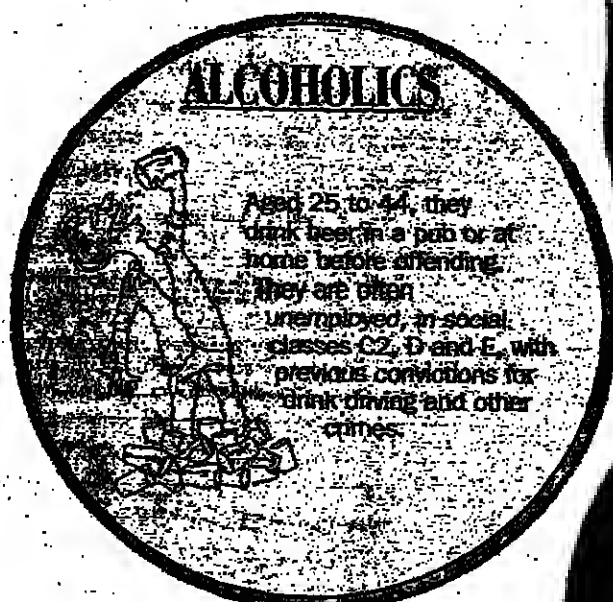 ALCOHOLICS
Aged 25 to 44, they
drink beer in a pub or at
home before offending.
They are often
unemployed, in social
classes C2, D and E, with
previous convictions for
drink driving and other
crimes.